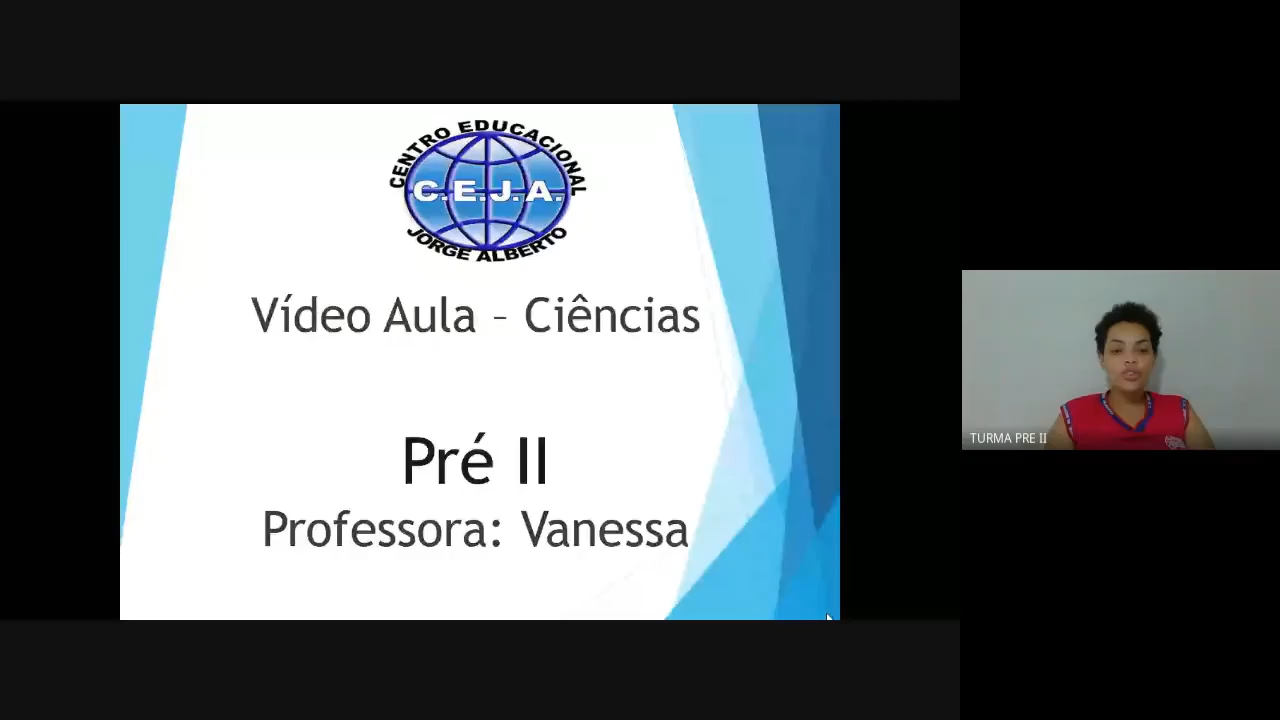 CENTRO EDUCACIONAL
C.E.J.A.
JORGE ALBERTO
Vídeo Aula – Ciências
Pré II
Professora: Vanessa
TURMA PRE II